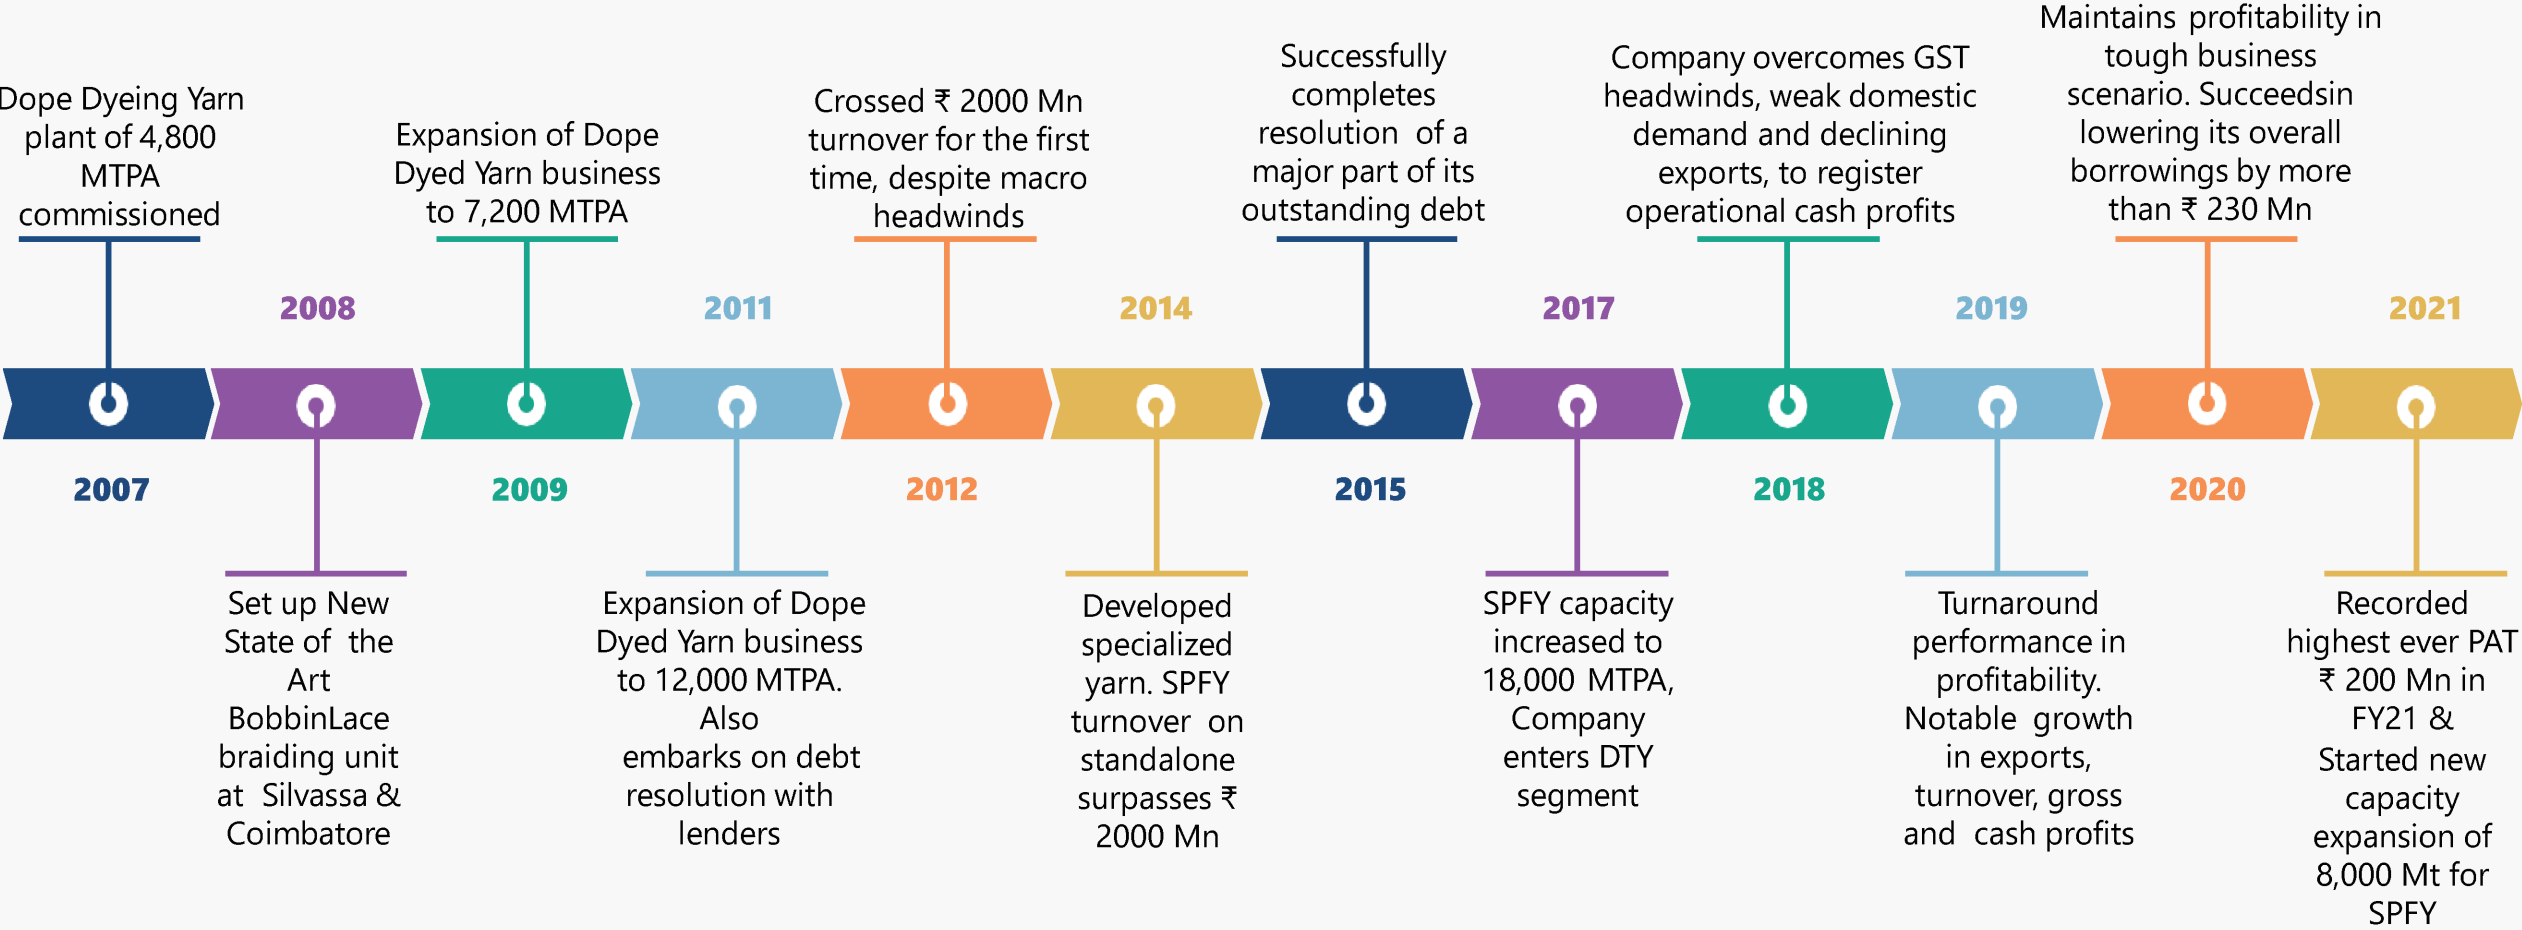 Dope Dyeing Yarn
plant of 4,800
MTPA
commissioned
2007
2008
Set up New
State of the
Art
BobbinLace
braiding unit
at Silvassa &
Coimbatore
Expansion of Dope
Dyed Yarn business
to 7,200 MTPA
2009
2011
Expansion of Dope
Dyed Yarn business
to 12,000 MTPA.
Also
embarks on debt
resolution with
lenders
Crossed ₹ 2000 Mn
turnover for the first
time, despite macro
headwinds
2012
2014
Developed
specialized
yarn. SPFY
turnover on
standalone
surpasses ₹
2000 Mn
Successfully
completes
resolution of a
major part of its
outstanding debt
2015
2017
SPFY capacity
increased to
18,000 MTPA,
Company
enters DTY
segment
Company overcomes GST
headwinds, weak domestic
demand and declining
exports, to register
operational cash profits
2018
2019
Turnaround
performance in
profitability.
Notable growth
in exports,
turnover, gross
and cash profits
Maintains profitability in
tough business
scenario. Succeedsin
lowering its overall
borrowings by more
than ₹ 230 Mn
2020
2021
Recorded
highest ever PAT
₹ 200 Mn in
FY21 &
Started new
capacity
expansion of
8,000 Mt for
SPFY